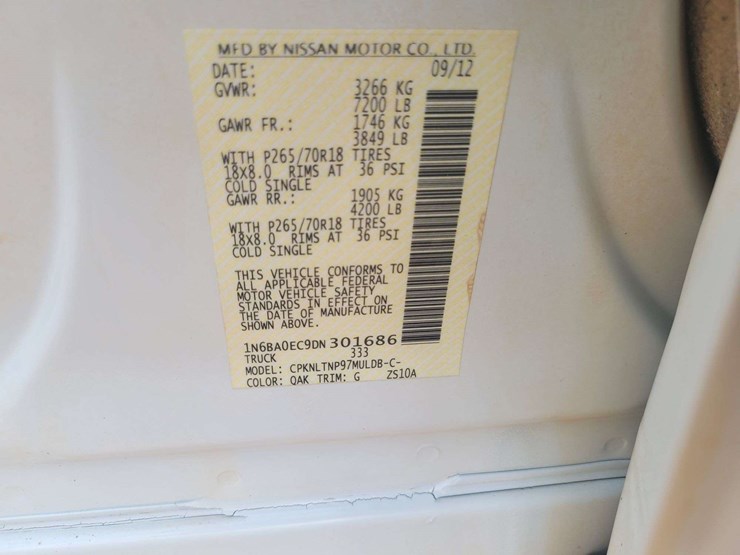 MFD BY NISSAN MOTOR CO., LTD.
DATE: 09/12
GVWR: 3266 KG
7200 LB
GAWR FR.: 1746 KG
3849 LB
WITH P265/70R18 TIRES
18X8.0 RIMS AT 36 PSI
COLD SINGLE
GAWR RR.: 1905 KG
4200 LB
WITH P265/70R18 TIRES
18X8.0 RIMS AT 36 PSI
COLD SINGLE
THIS VEHICLE CONFORMS TO
ALL APPLICABLE FEDERAL
MOTOR VEHICLE SAFETY
STANDARDS IN EFFECT ON
THE DATE OF MANUFACTURE
SHOWN ABOVE.
1N6BA0EC9DN301686
TRUCK 333
MODEL: CPKNLTNP97MULDB-C-
COLOR: QAK TRIM: G ZS10A